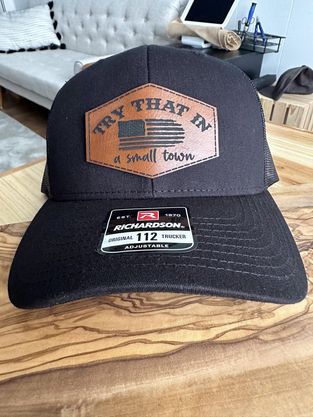 TRY THAT IN
a small town
EST. R 1970
RICHARDSON
ORIGINAL 112 TRUCKER
ADJUSTABLE